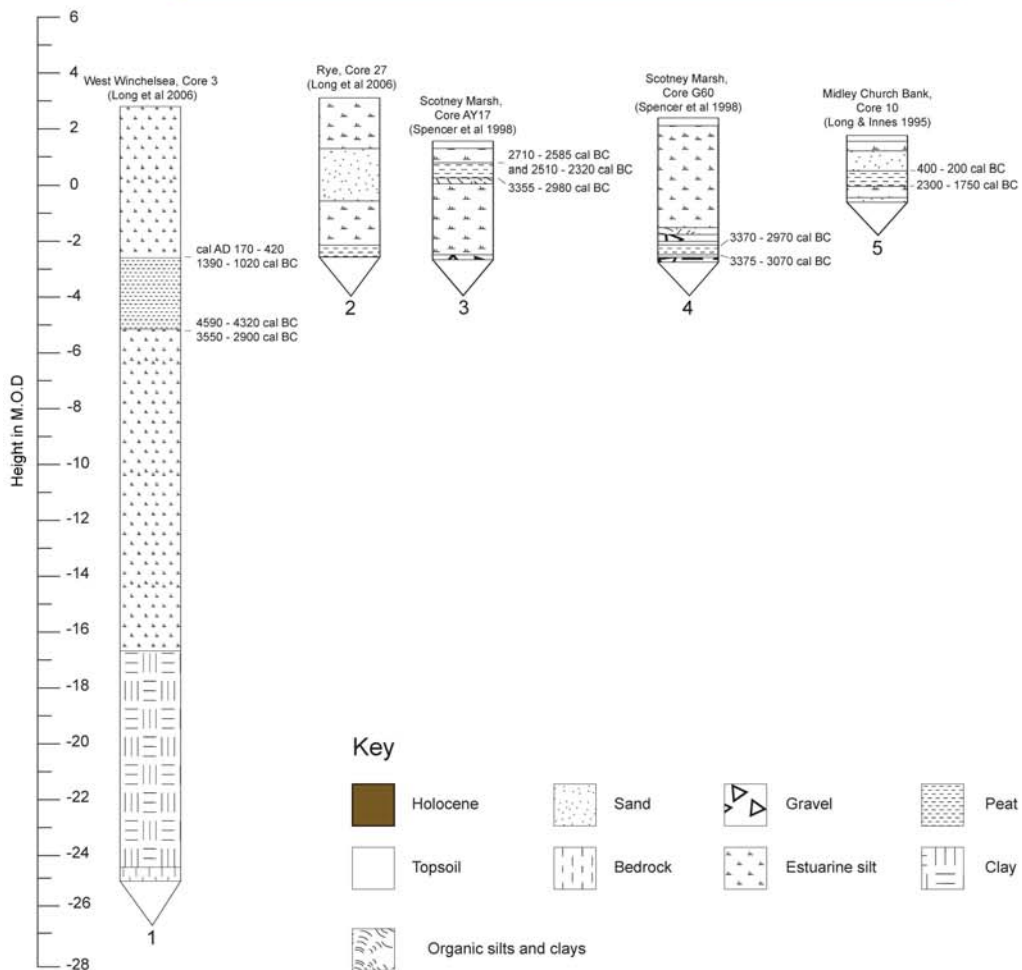 6
4
2
0
-2
-4
-6
-8
-10
-12
-14
-16
-18
-20
-22
-24
-26
-28
Height in M.O.D
West Winchelsea, Core 3
(Long et al 2006)
cal AD 170 - 420
1390 - 1020 cal BC
4590 - 4320 cal BC
3550 - 2900 cal BC
1
Rye, Core 27
(Long et al 2006)
2
Scotney Marsh,
Core AY17
(Spencer et al 1998)
2710 - 2585 cal BC
and 2510 - 2320 cal BC
3355 - 2980 cal BC
3
Scotney Marsh,
Core G60
(Spencer et al 1998)
3370 - 2970 cal BC
3375 - 3070 cal BC
4
Midley Church Bank,
Core 10
(Long & Innes 1995)
400 - 200 cal BC
2300 - 1750 cal BC
5
Key
Holocene
Sand
Gravel
Peat
Topsoil
Bedrock
Estuarine silt
Clay
Organic silts and clays